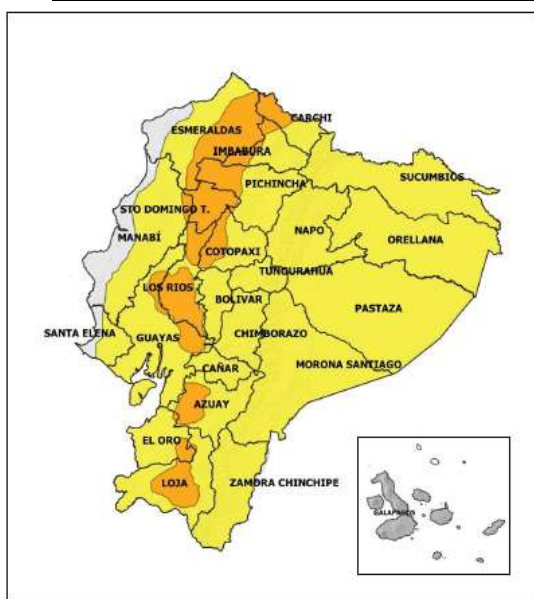 CARCHI
ESMERALDAS
IMBABURA
PICHINCHA
SUCUMBIOS
STO DOMINGO T.
NAPO
MANABÍ
ORELLANA
COTOPAXI
TUNGURAHUA
LOS RIOS
BOLIVAR
PASTAZA
SANTA ELENA
GUAYAS
CHIMBORAZO
MORONA SANTIAGO
CAÑAR
AZUAY
EL ORO
LOJA
ZAMORA CHINCHIPE
GALAPAGOS